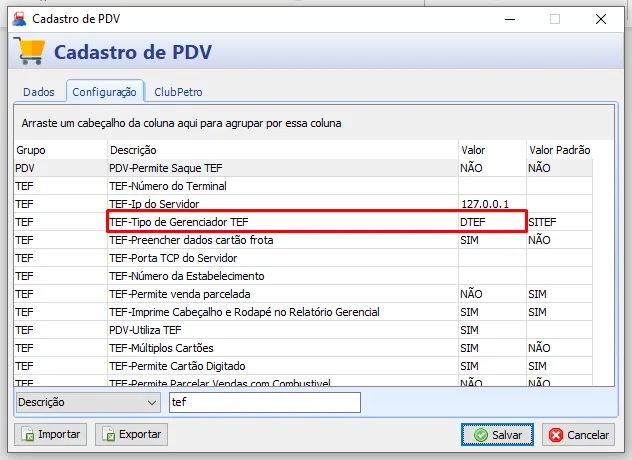 Cadastro de PDV
Cadastro de PDV
Dados Configuração ClubPetro
Arraste um cabeçalho da coluna aqui para agrupar por essa coluna
Grupo Descrição Valor Valor Padrão
PDV PDV-Permite Saque TEF NÃO NÃO
TEF TEF-Número do Terminal
TEF TEF-Ip do Servidor 127.0.0.1
TEF TEF-Tipo de Gerenciador TEF DTEF SITEF
TEF TEF-Preencher dados cartão frota SIM NÃO
TEF TEF-Porta TCP do Servidor
TEF TEF-Número da Estabelecimento
TEF TEF-Permite venda parcelada NÃO SIM
TEF TEF-Imprime Cabeçalho e Rodapé no Relatório Gerencial SIM SIM
TEF PDV-Utiliza TEF SIM
TEF TEF-Múltiplos Cartões SIM NÃO
TEF TEF-Permite Cartão Digitado SIM SIM
TEF TEF-Permite Parcelar Vendas com Combustivel NÃO NÃO
Descrição tef
Importar Exportar Salvar Cancelar